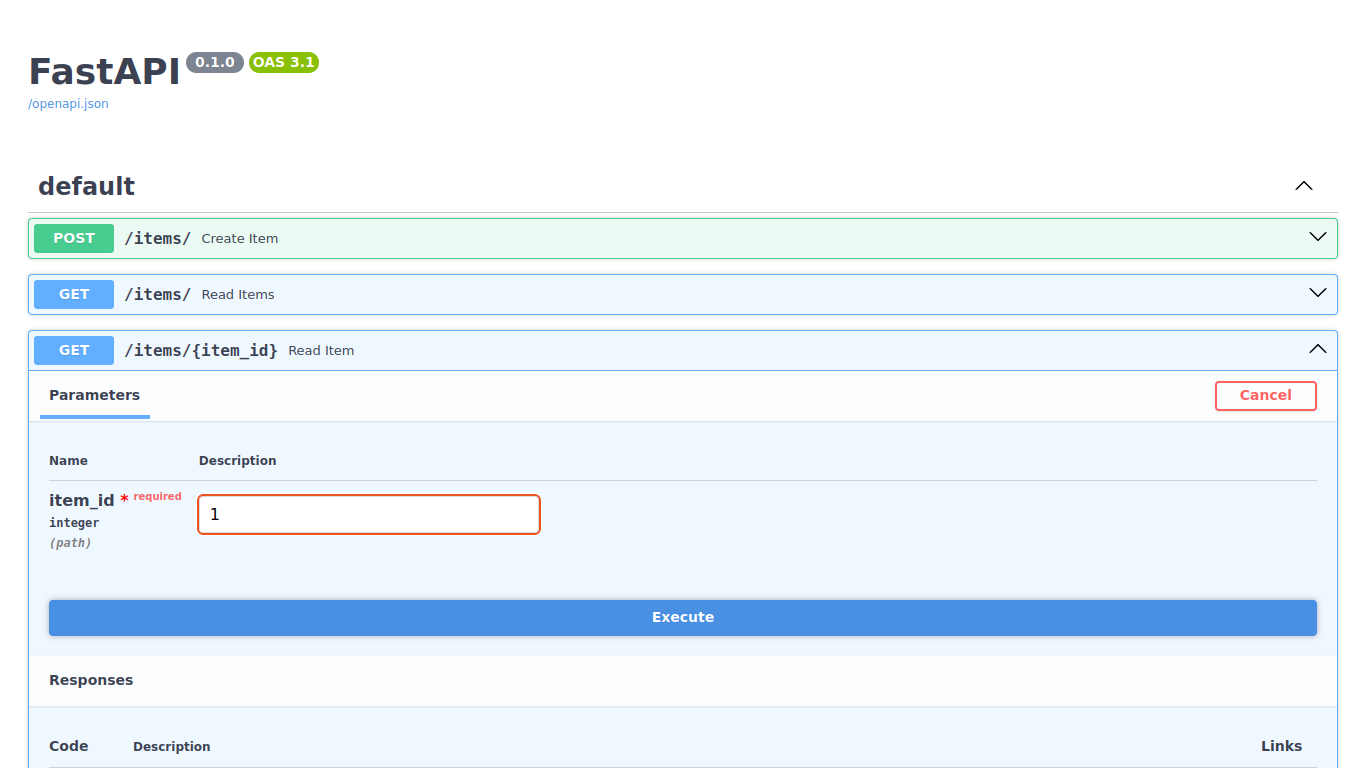 FastAPI 0.1.0 OAS 3.1
/openapi.json
default
POST /items/ Create Item
GET /items/ Read Items
GET /items/{item_id} Read Item
Parameters Cancel
Name Description
item_id * required
integer
(path)
1
Execute
Responses
Code Description Links